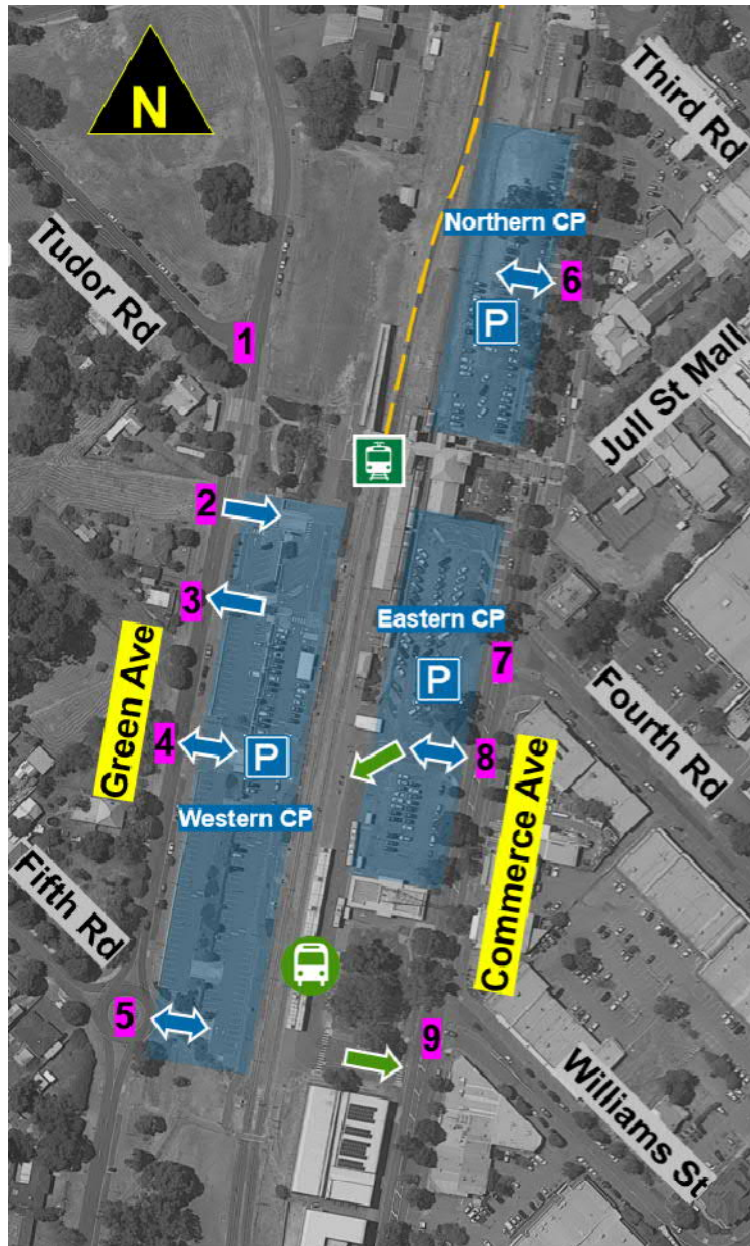 N
Third Rd
Northern CP
Tudor Rd
6
P
1
Jull St Mall
2
3
Eastern CP
7
P
Green Ave
Fourth Rd
4
P
8
Western CP
Commerce Ave
Fifth Rd
5
9
Williams St